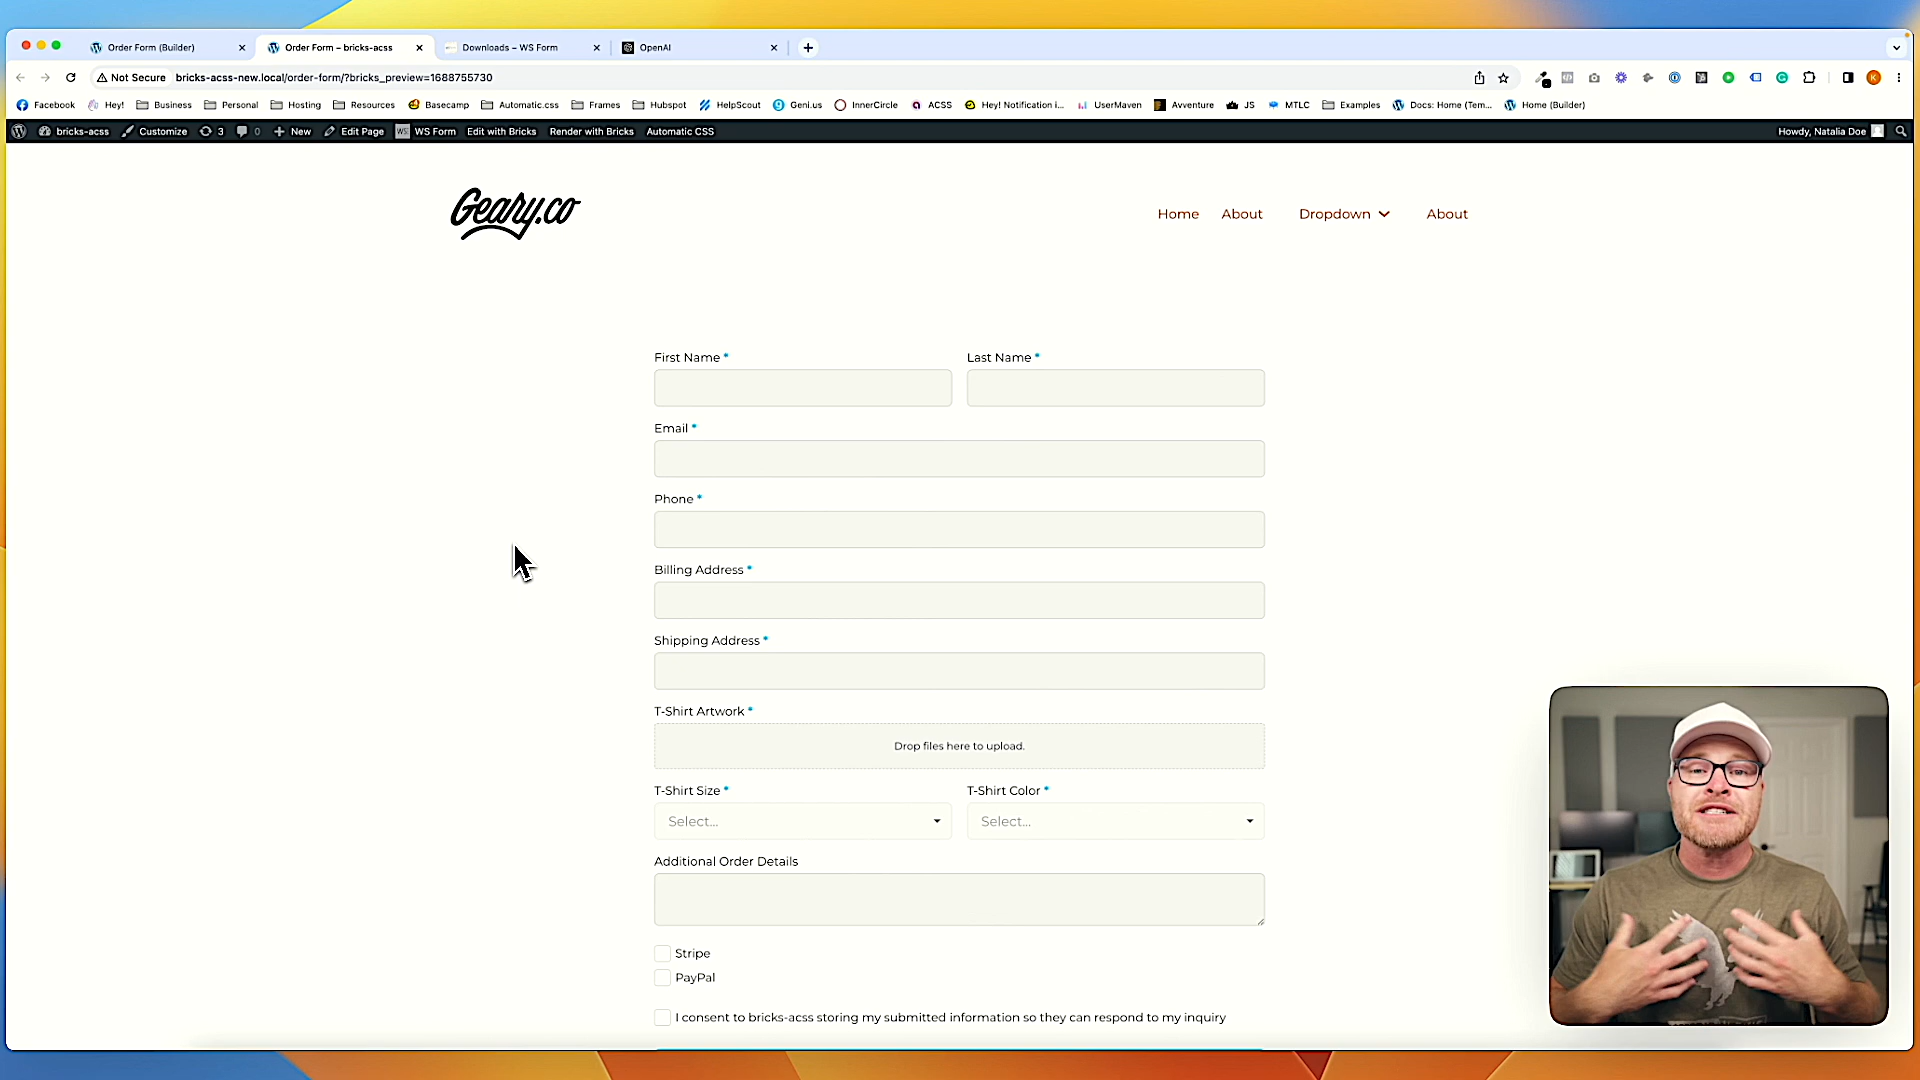 Order Form (Builder)
Order Form – bricks-acss
Downloads – WS Form
OpenAI
Not Secure
bricks-acss-new.local/order-form/?bricks_preview=1688755730
Facebook
Hey!
Business
Personal
Hosting
Resources
Basecamp
Automatic.css
Frames
Hubspot
HelpScout
Geni.us
InnerCircle
ACSS
Hey! Notification i...
UserMaven
Avventure
JS
MTLC
Examples
Docs: Home (Tem...
Home (Builder)
bricks-acss
Customize
3
0
New
Edit Page
WS Form
Edit with Bricks
Render with Bricks
Automatic CSS
Howdy, Natalia Doe
Geary.co
Home
About
Dropdown
About
First Name *
Last Name *
Email *
Phone *
Billing Address *
Shipping Address *
T-Shirt Artwork *
Drop files here to upload.
T-Shirt Size *
T-Shirt Color *
Select...
Select...
Additional Order Details
Stripe
PayPal
I consent to bricks-acss storing my submitted information so they can respond to my inquiry